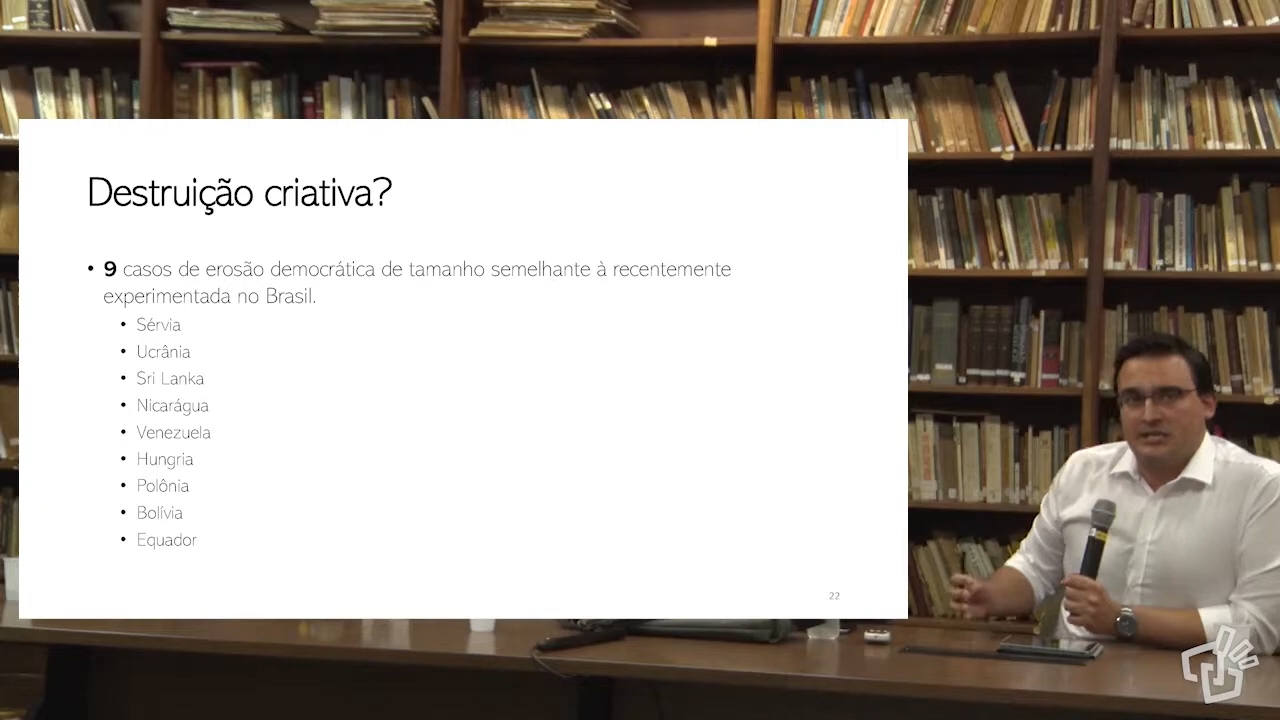 Destruição criativa?
• 9 casos de erosão democrática de tamanho semelhante à recentemente
experimentada no Brasil.
• Sérvia
• Ucrânia
• Sri Lanka
• Nicarágua
• Venezuela
• Hungria
• Polônia
• Bolívia
• Equador
22